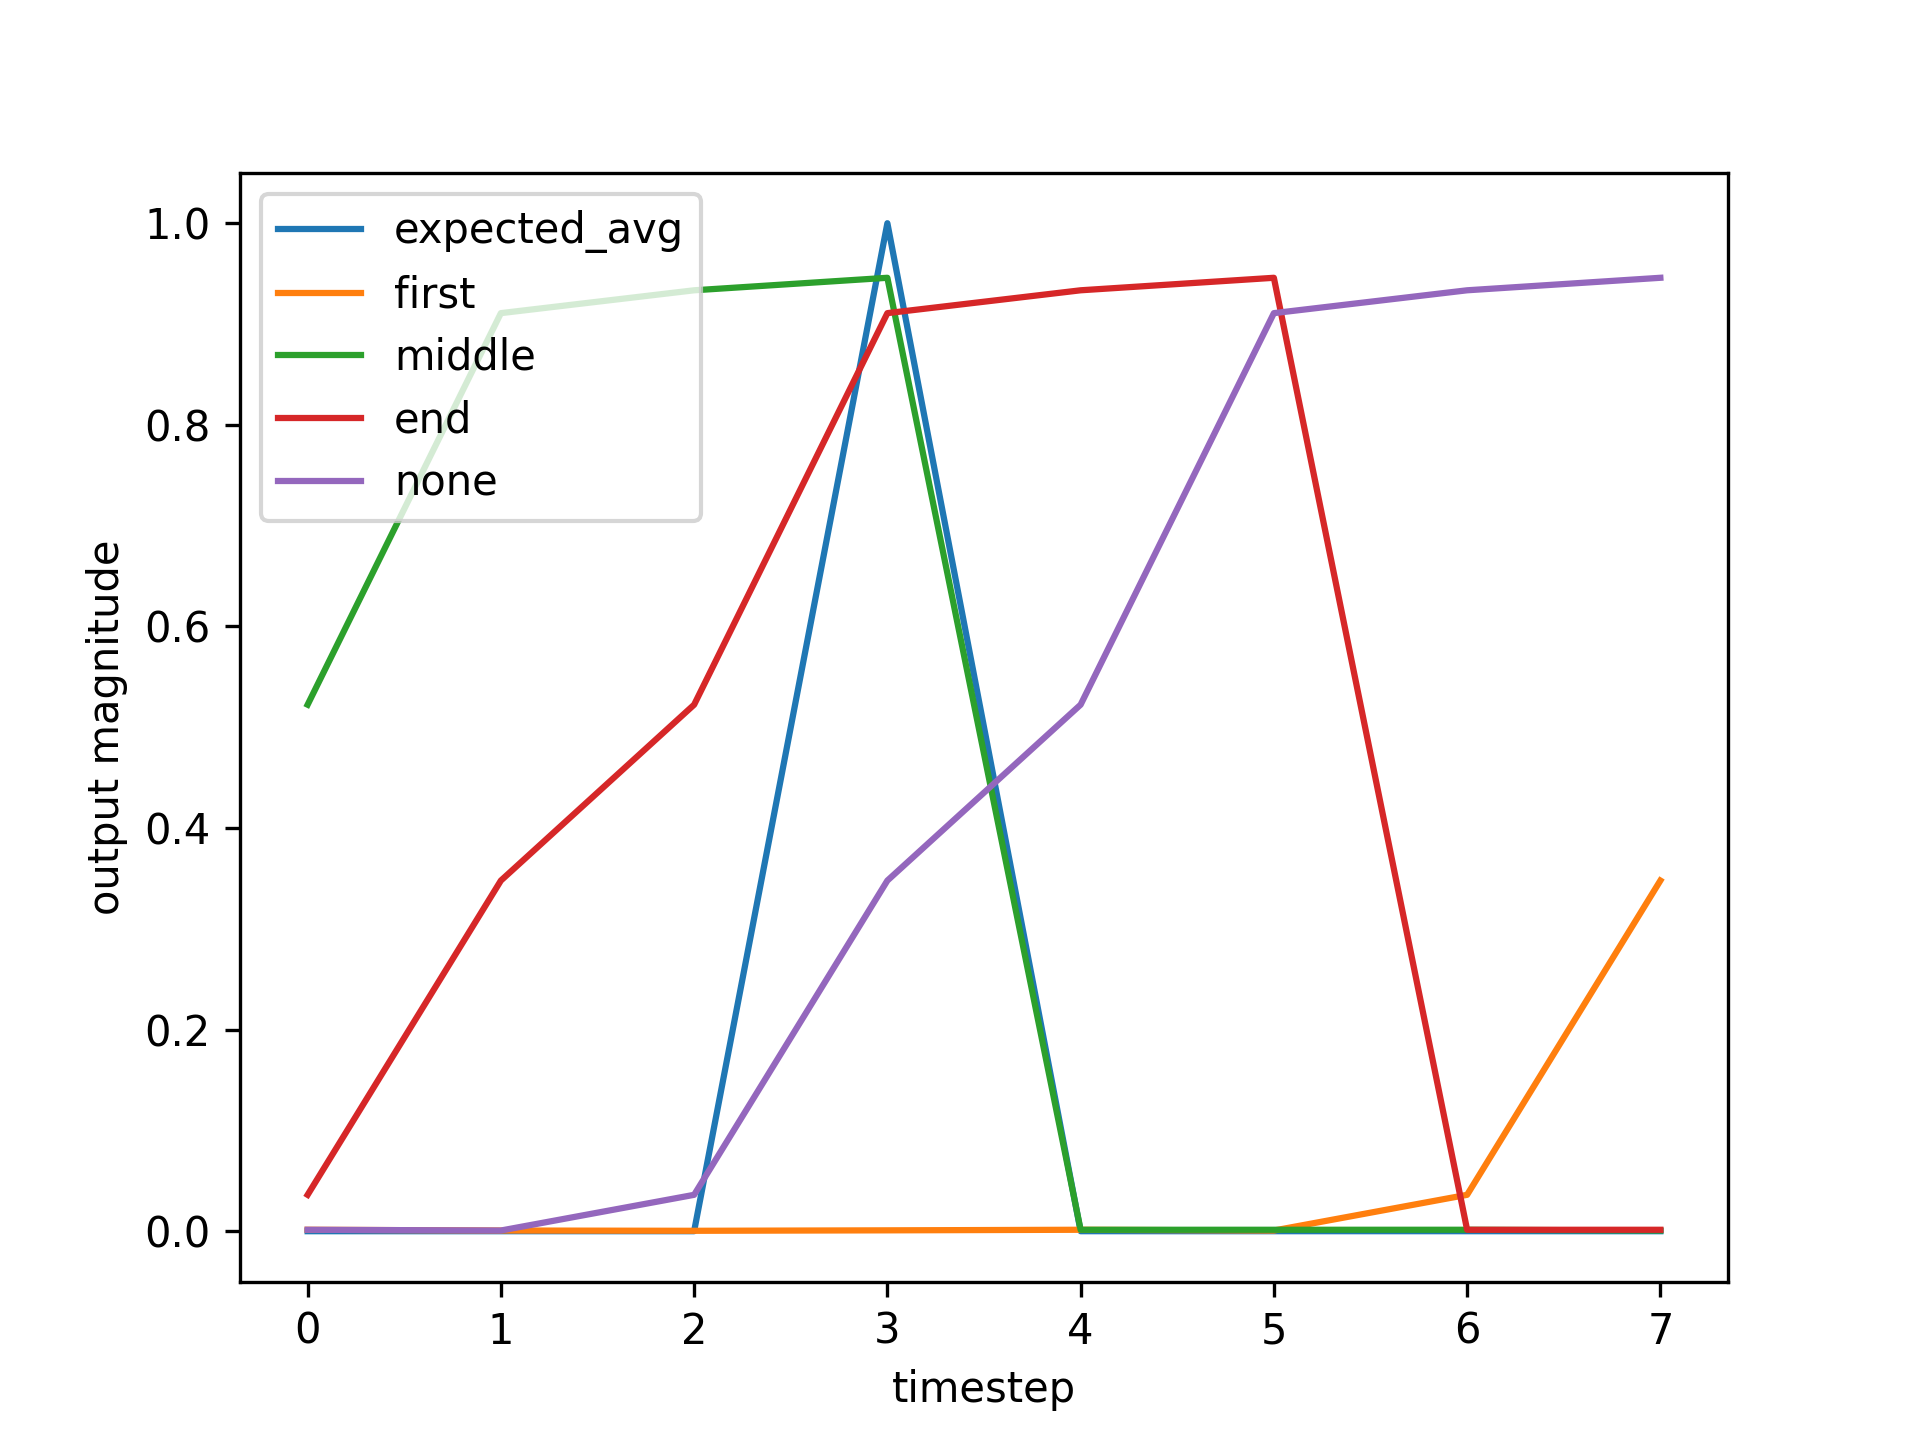 expected_avg
first
middle
end
none
1.0
0.8
0.6
0.4
0.2
0.0
output magnitude
0 1 2 3 4 5 6 7
timestep